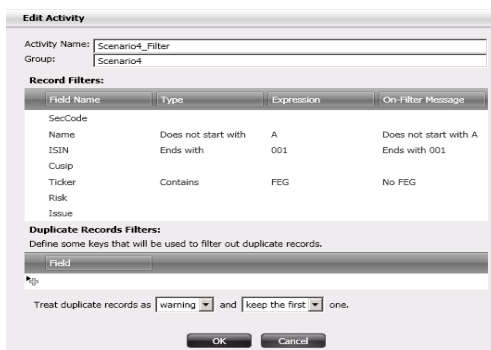 Edit Activity
Activity Name: Scenario4_Filter
Group: Scenario4
Record Filters:
Field Name Type Expression On-Filter Message
SecCode
Name Does not start with A Does not start with A
ISIN Ends with 001 Ends with 001
Cusip
Ticker Contains FEG No FEG
Risk
Issue
Duplicate Records Filters:
Define some keys that will be used to filter out duplicate records.
Field
Treat duplicate records as warning and keep the first one.
OK Cancel